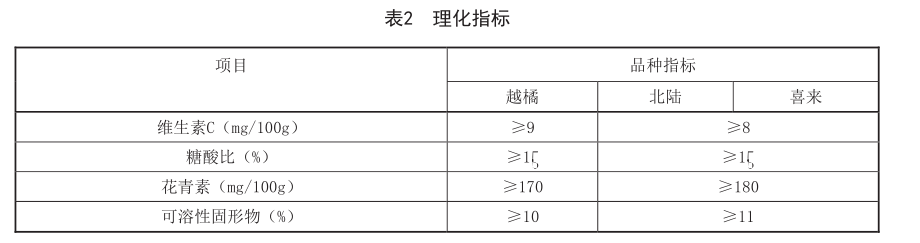 表2 理化指标
项目 品种指标
越橘 北陆 喜来
维生素C（mg/100g） ≥9 ≥8
糖酸比（%） ≥15 ≥15
花青素（mg/100g） ≥170 ≥180
可溶性固形物（%） ≥10 ≥11